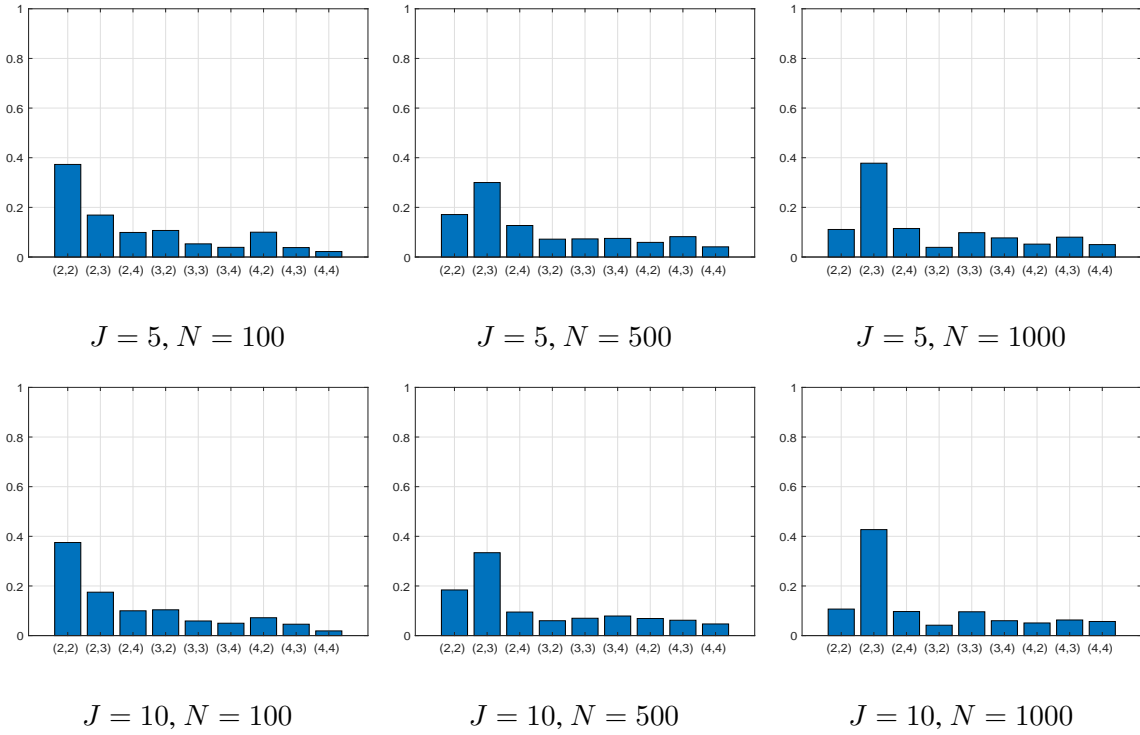 1 1 1
0.8 0.8 0.8
0.6 0.6 0.6
0.4 0.4 0.4
0.2 0.2 0.2
0 0 0
(2,2) (2,3) (2,4) (3,2) (3,3) (3,4) (4,2) (4,3) (4,4) (2,2) (2,3) (2,4) (3,2) (3,3) (3,4) (4,2) (4,3) (4,4) (2,2) (2,3) (2,4) (3,2) (3,3) (3,4) (4,2) (4,3) (4,4)
J = 5, N = 100 J = 5, N = 500 J = 5, N = 1000
1 1 1
0.8 0.8 0.8
0.6 0.6 0.6
0.4 0.4 0.4
0.2 0.2 0.2
0 0 0
(2,2) (2,3) (2,4) (3,2) (3,3) (3,4) (4,2) (4,3) (4,4) (2,2) (2,3) (2,4) (3,2) (3,3) (3,4) (4,2) (4,3) (4,4) (2,2) (2,3) (2,4) (3,2) (3,3) (3,4) (4,2) (4,3) (4,4)
J = 10, N = 100 J = 10, N = 500 J = 10, N = 1000